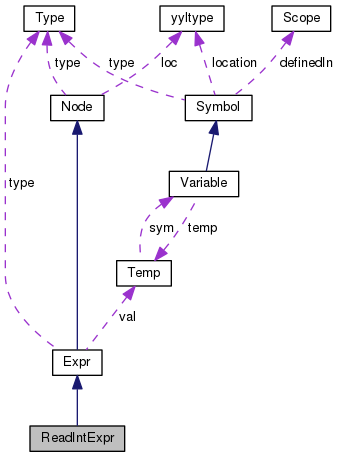 Type
yyltype
Scope
type
loc
type
location
definedIn
Node
Symbol
type
Variable
sym
temp
Temp
val
Expr
ReadIntExpr